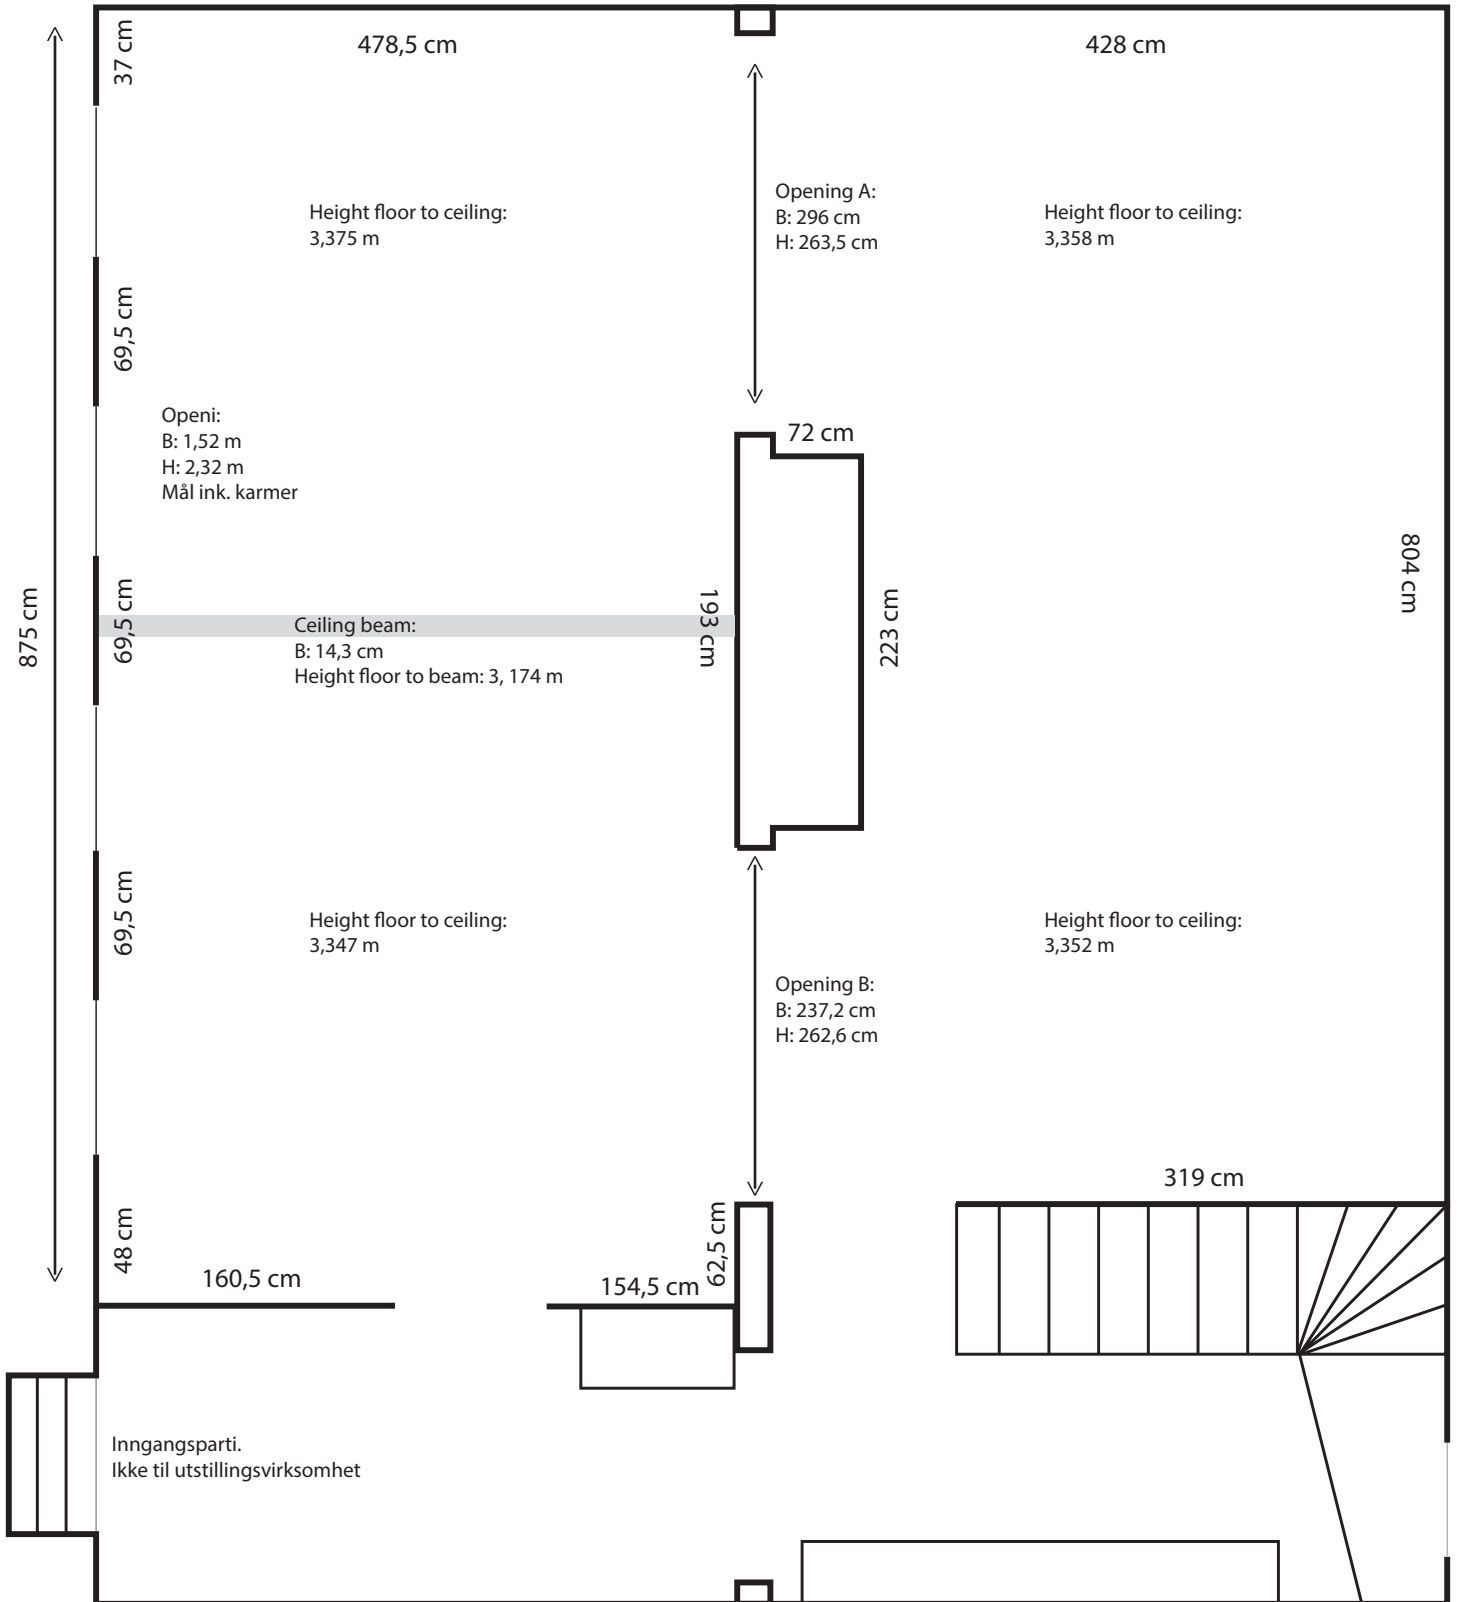 37 cm
478,5 cm
428 cm
Opening A:
B: 296 cm
H: 263,5 cm
Height floor to ceiling:
3,375 m
Height floor to ceiling:
3,358 m
69,5 cm
Openi:
B: 1,52 m
H: 2,32 m
Mål ink. karmer
72 cm
804 cm
875 cm
69,5 cm
Ceiling beam:
B: 14,3 cm
Height floor to beam: 3, 174 m
193 cm
223 cm
69,5 cm
Height floor to ceiling:
3,347 m
Height floor to ceiling:
3,352 m
Opening B:
B: 237,2 cm
H: 262,6 cm
319 cm
48 cm
160,5 cm
154,5 cm
62,5 cm
Inngangsparti.
Ikke til utstillingsvirksomhet